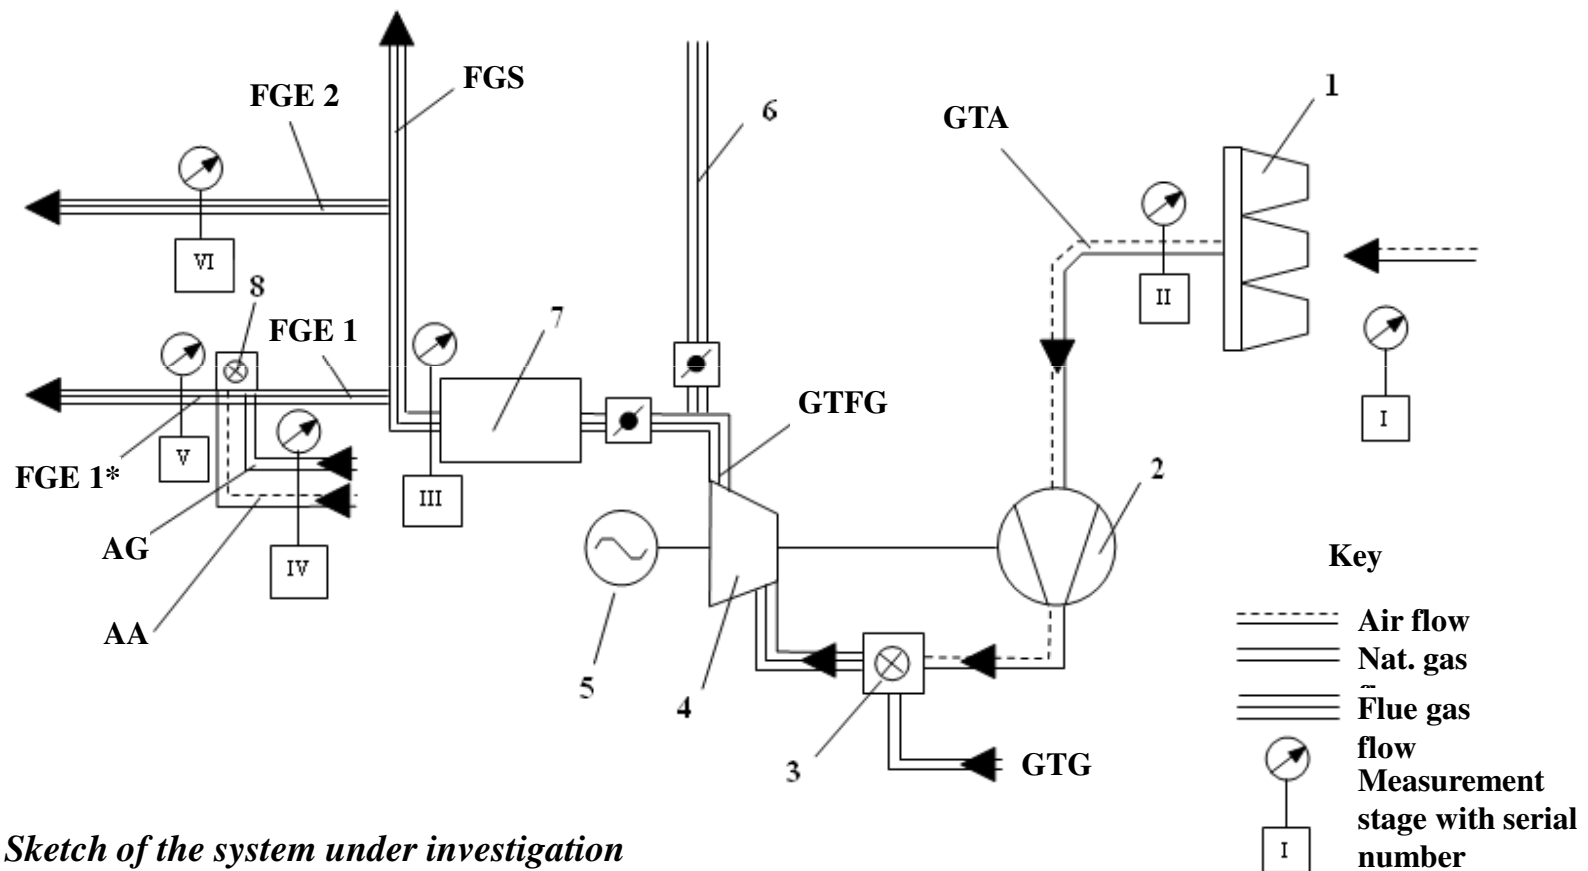 FGS
FGE 2
6
1
GTA
VI
II
8
FGE 1
7
I
GTFG
V
FGE 1*
III
2
AG
IV
AA
5
4
3
GTG
Key
Air flow
Nat. gas
Flue gas
flow
Measurement
stage with serial
number
I
Sketch of the system under investigation